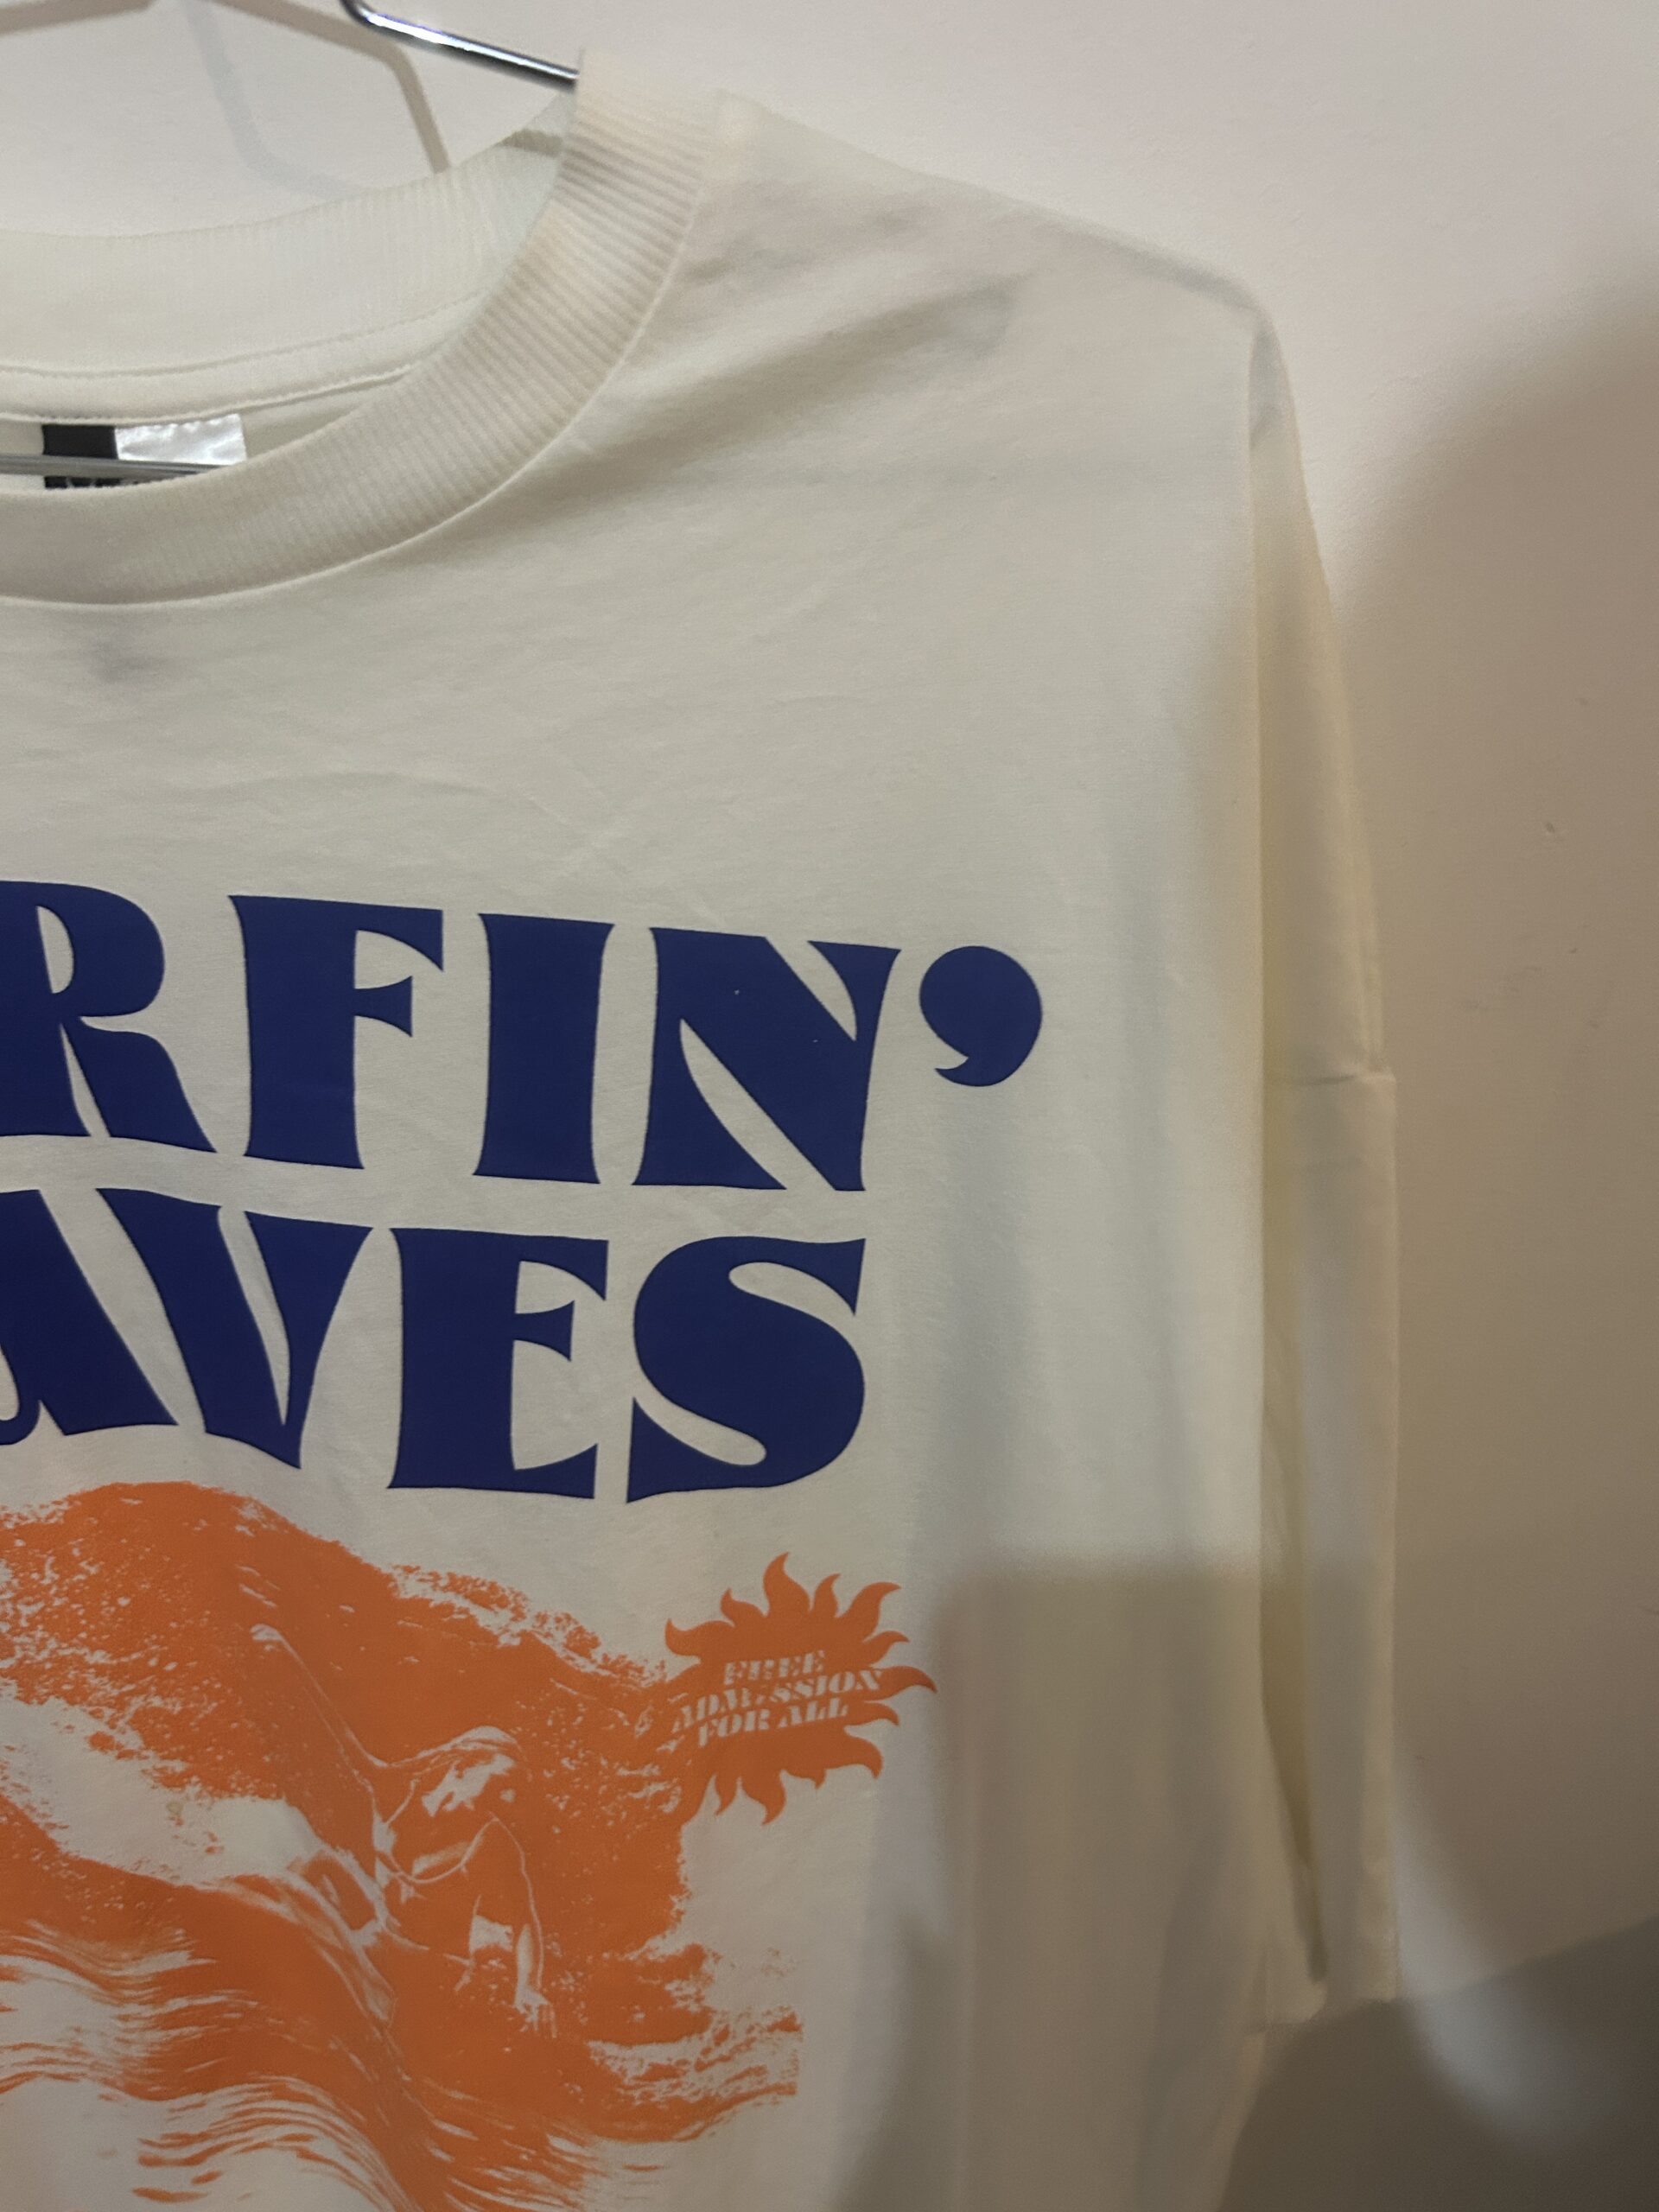 RFIN’
AVES
FREE
ADMISSION
FOR ALL